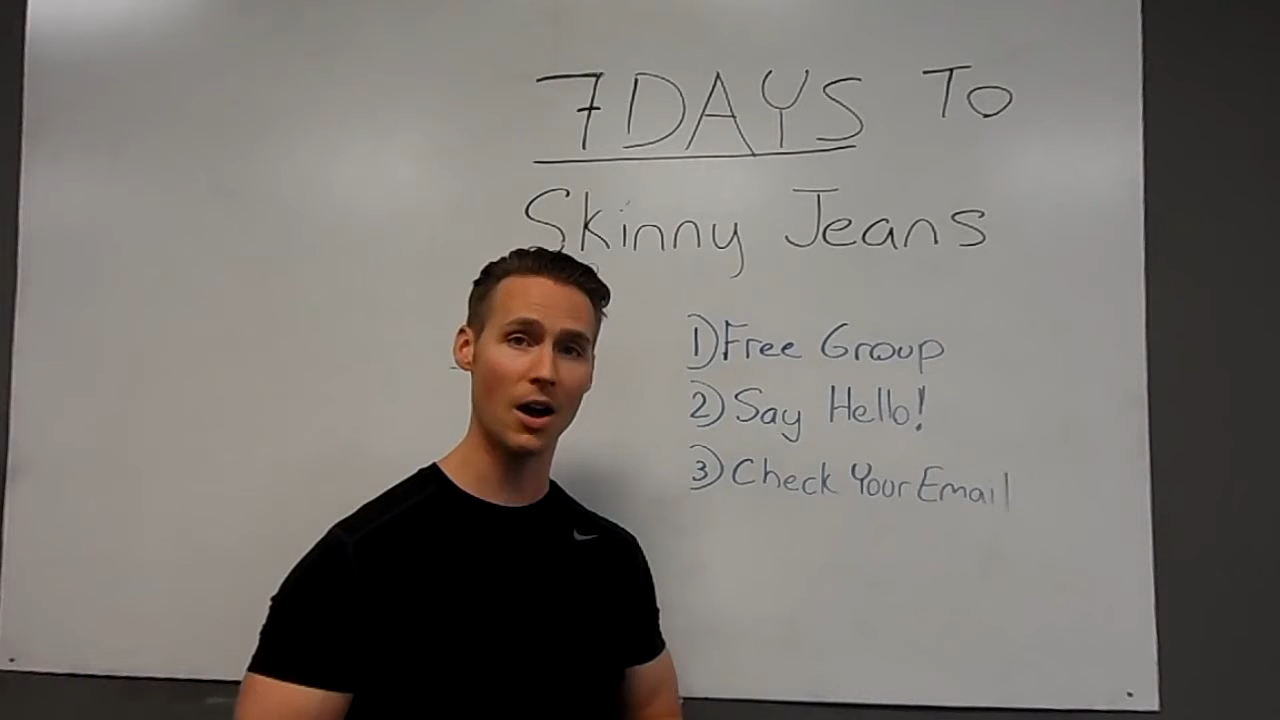 7 DAYS To
Skinny Jeans
1) Free Group
2) Say Hello!
3) Check Your Email